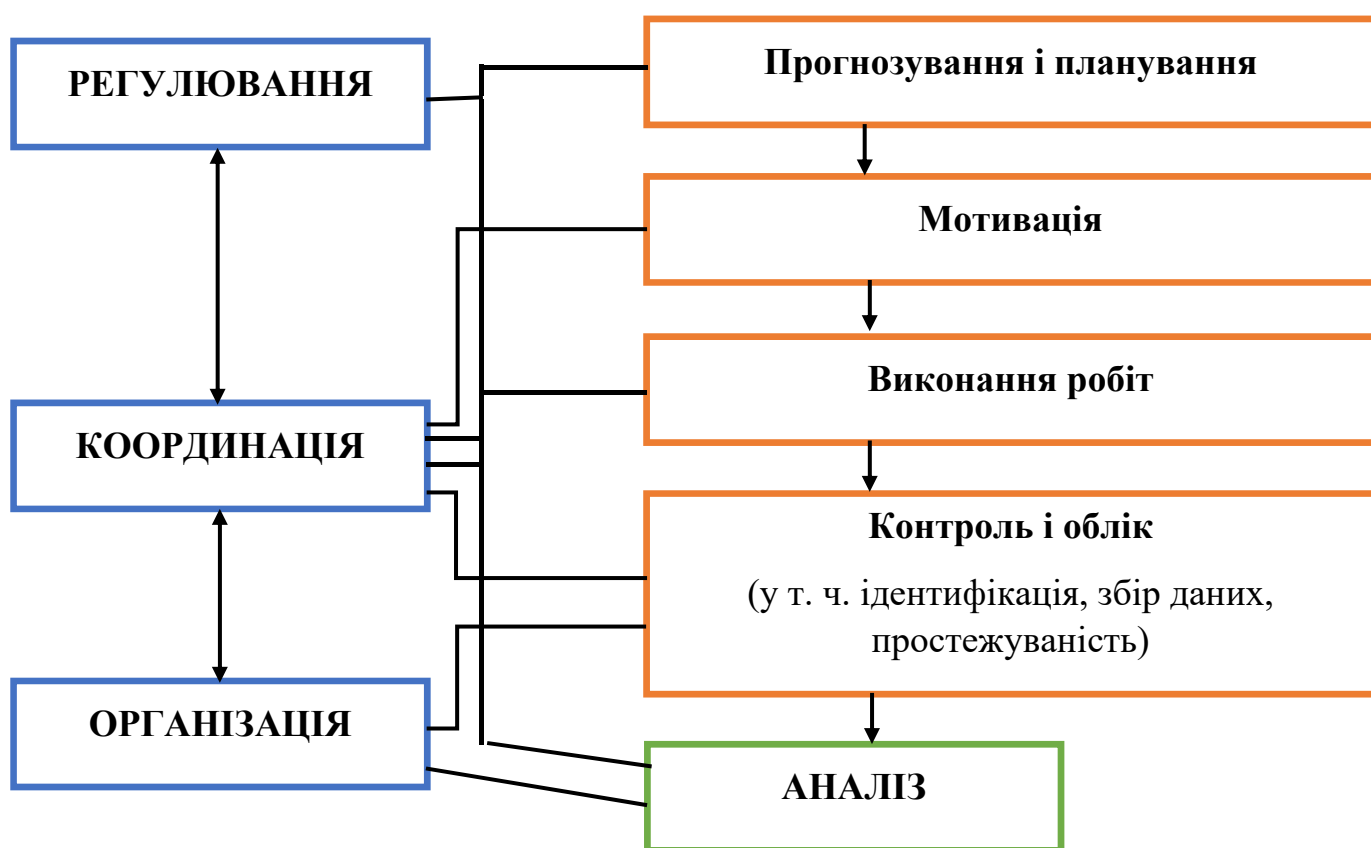 РЕГУЛЮВАННЯ
КООРДИНАЦІЯ
ОРГАНІЗАЦІЯ
Прогнозування і планування
Мотивація
Виконання робіт
Контроль і облік
(у т. ч. ідентифікація, збір даних,
простежуваність)
АНАЛІЗ